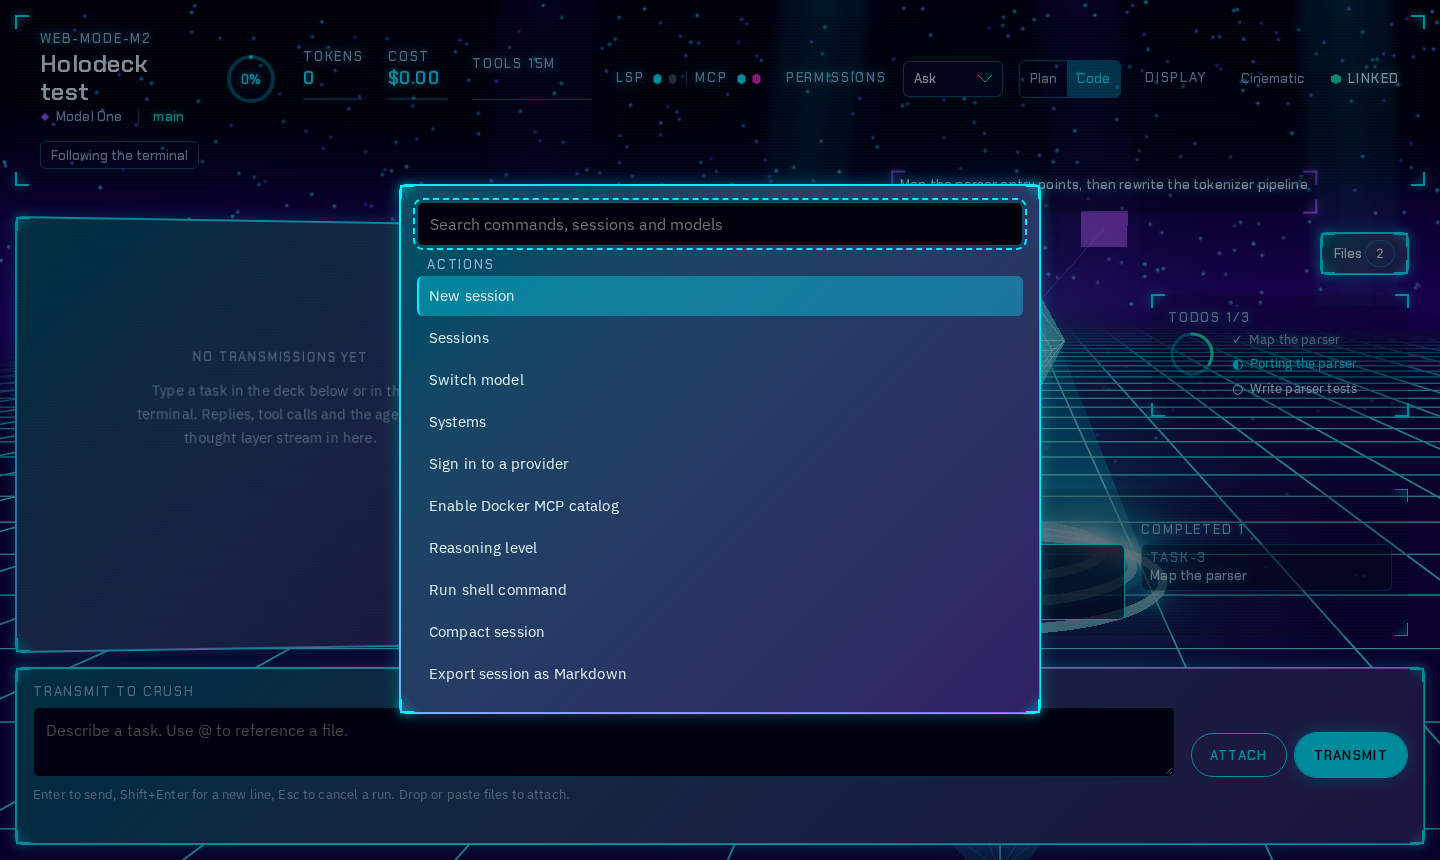 WEB-MODE-M2
Holodeck
test
Model One
main
Following the terminal
0%
TOKENS
0
COST
$0.00
TOOLS 15M
LSP
MCP
PERMISSIONS
Ask
Plan
Code
DISPLAY
Cinematic
LINKED
Map the parser entry points, then rewrite the tokenizer pipeline
Files 2
TODOS 1/3
✓ Map the parser
Porting the parser
Write parser tests
NO TRANSMISSIONS YET
Type a task in the deck below or in th
terminal. Replies, tool calls and the age
thought layer stream in here.
Search commands, sessions and models
ACTIONS
New session
Sessions
Switch model
Systems
Sign in to a provider
Enable Docker MCP catalog
Reasoning level
Run shell command
Compact session
Export session as Markdown
COMPLETED 1
TASK-3
Map the parser
TRANSMIT TO CRUSH
Describe a task. Use @ to reference a file.
ATTACH
TRANSMIT
Enter to send, Shift+Enter for a new line, Esc to cancel a run. Drop or paste files to attach.